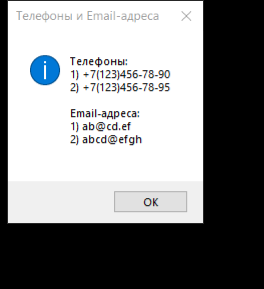 Телефоны и Email-адреса
Телефоны:
1) +7(123)456-78-90
2) +7(123)456-78-95
Email-адреса:
1) ab@cd.ef
2) abcd@efgh
ОК